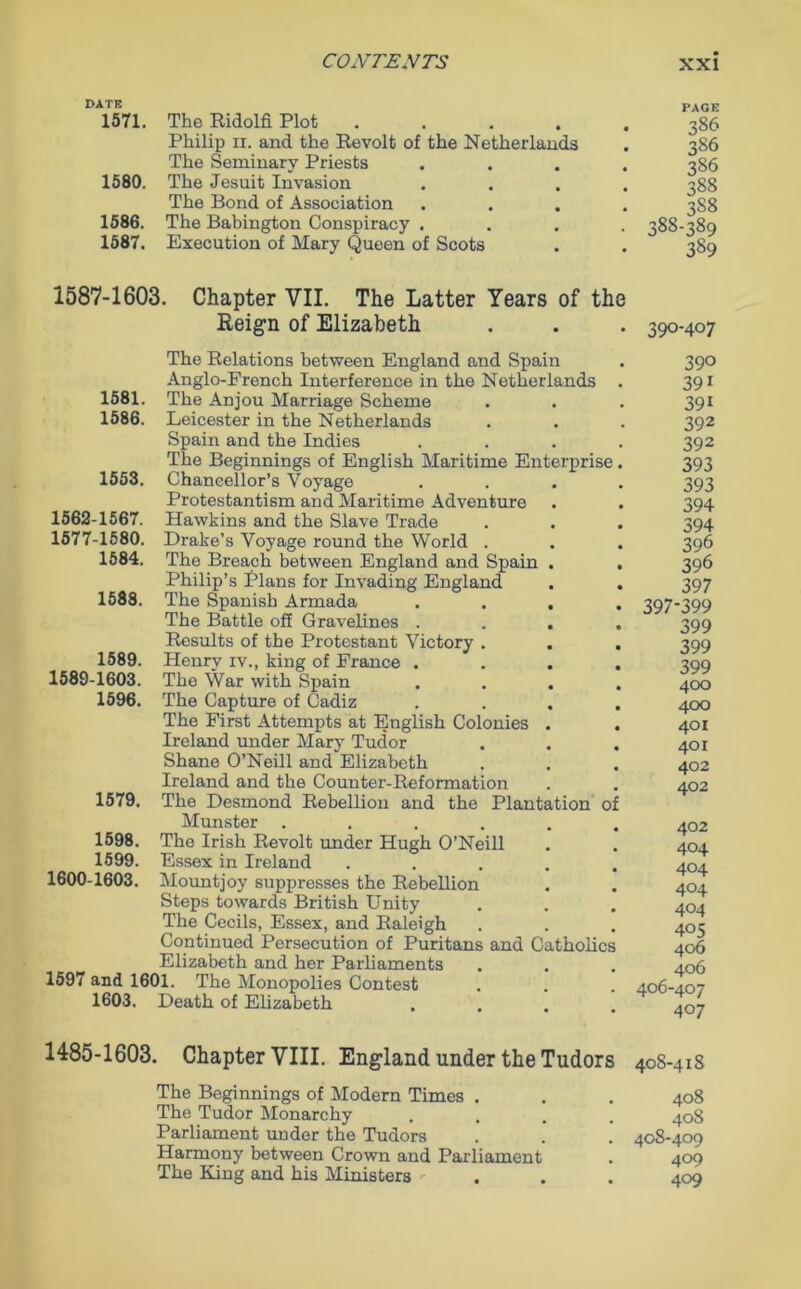 CONTENTS xxi
DATE PAGE
1571. The Ridolfi Plot . . . . . 386
Philip II. and the Revolt of the Netherlands . 386
The Seminary Priests . . . . 386
1580. The Jesuit Invasion . . . . 388
The Bond of Association . . . . 388
1586. The Babington Conspiracy . . . . 388-389
1587. Execution of Mary Queen of Scots . . 389
1587-1603. Chapter VII. The Latter Years of the
Reign of Elizabeth . . . 390-407
The Relations between England and Spain . 390
Anglo-French Interference in the Netherlands . 391
1581. The Anjou Marriage Scheme . . . 391
1586. Leicester in the Netherlands . . . 392
Spain and the Indies . . . . 392
The Beginnings of English Maritime Enterprise . 393
1553. Chancellor's Voyage . . . . 393
Protestantism and Maritime Adventure . . 394
1562-1567. Hawkins and the Slave Trade . . . 394
1577-1580. Drake's Voyage round the World . . . 396
1584. The Breach between England and Spain . . 396
Philip's Plans for Invading England . . 397
1588. The Spanish Armada . . . . 397-399
The Battle off Gravelines . . . . 399
Results of the Protestant Victory . . . 399
1589. Henry IV., king of France . . . . 399
1589-1603. The War with Spain . . . . 400
1596. The Capture of Cadiz . . . . 400
The First Attempts at English Colonies . . 401
Ireland under Mary Tudor . . . 401
Shane O'Neill and Elizabeth . . . 402
Ireland and the Counter-Reformation . . 402
1579. The Desmond Rebellion and the Plantation of
Munster . . . . . . 402
1598. The Irish Revolt under Hugh O'Neill . . 404
1599. Essex in Ireland . . . . . 404
1600-1603. Mountjoy suppresses the Rebellion . . 404
Steps towards British Unity . . . 404
The Cecils, Essex, and Raleigh . . . 405
Continued Persecution of Puritans and Catholics 406
Elizabeth and her Parliaments . . . 406
1597 and 1601. The Monopolies Contest . . . 406-407
1603. Death of Elizabeth . . . . 407
1485-1603. Chapter VIII. England under the Tudors 408-418
The Beginnings of Modern Times . . . 408
The Tudor Monarchy . . . . 408
Parliament under the Tudors . . . 408-409
Harmony between Crown and Parliament . 409
The King and his Ministers . . . 409